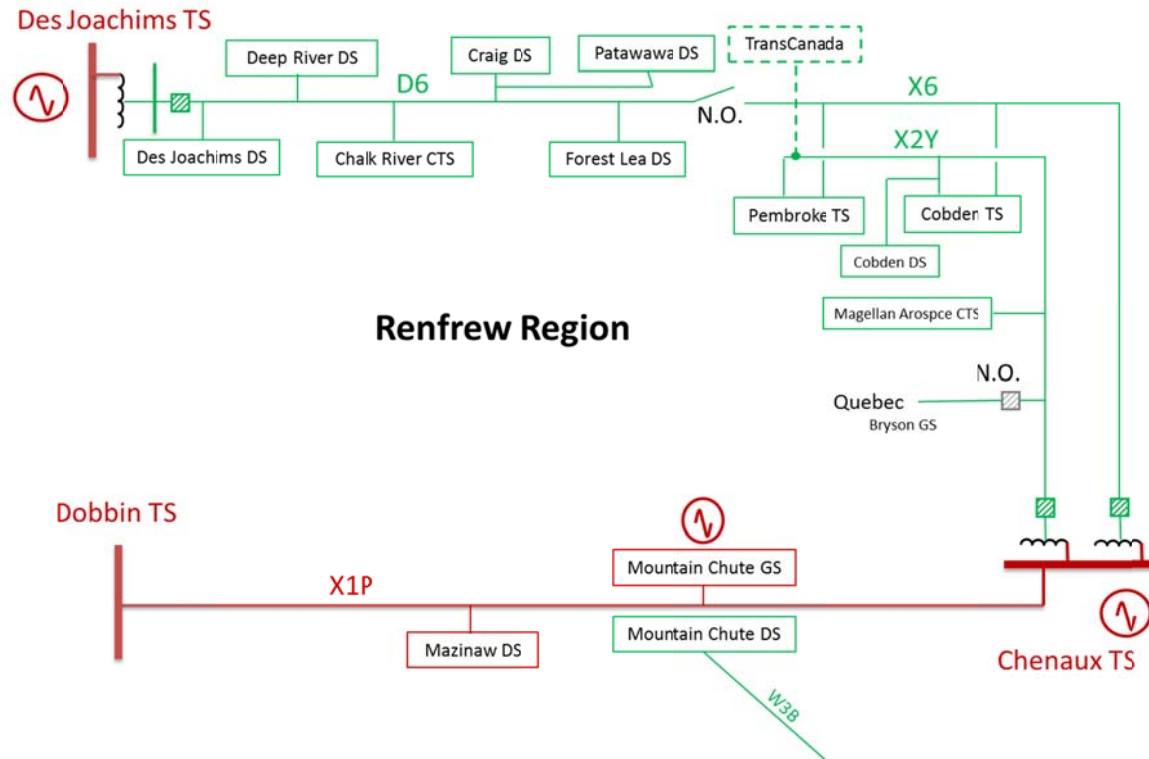 Des Joachims TS
Deep River DS
Craig DS
Patawawa DS
TransCanada
D6
X6
N.O.
X2Y
Des Joachims DS
Chalk River CTS
Forest Lea DS
Pembroke TS
Cobden TS
Cobden DS
Magellan Arospce CTS
Renfrew Region
N.O.
Quebec
Bryson GS
Dobbin TS
Mountain Chute GS
X1P
Mountain Chute DS
Mazinaw DS
Chenaux TS
W3B